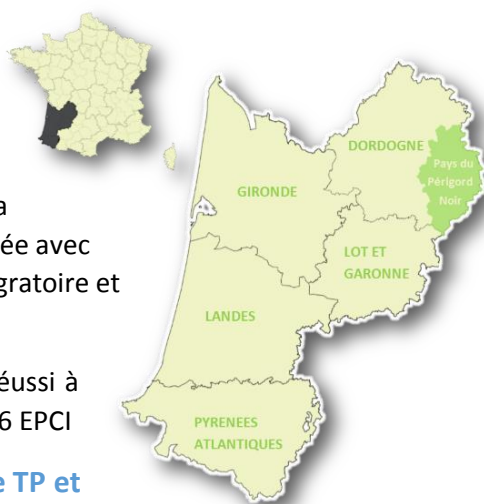 DORDOGNE
Pays du
Périgord
Noir
GIRONDE
LOT ET
GARONNE
LANDES
PYRENEES
ATLANTIQUES
a
ée avec
gratoire et
éussi à
6 EPCI
e TP et